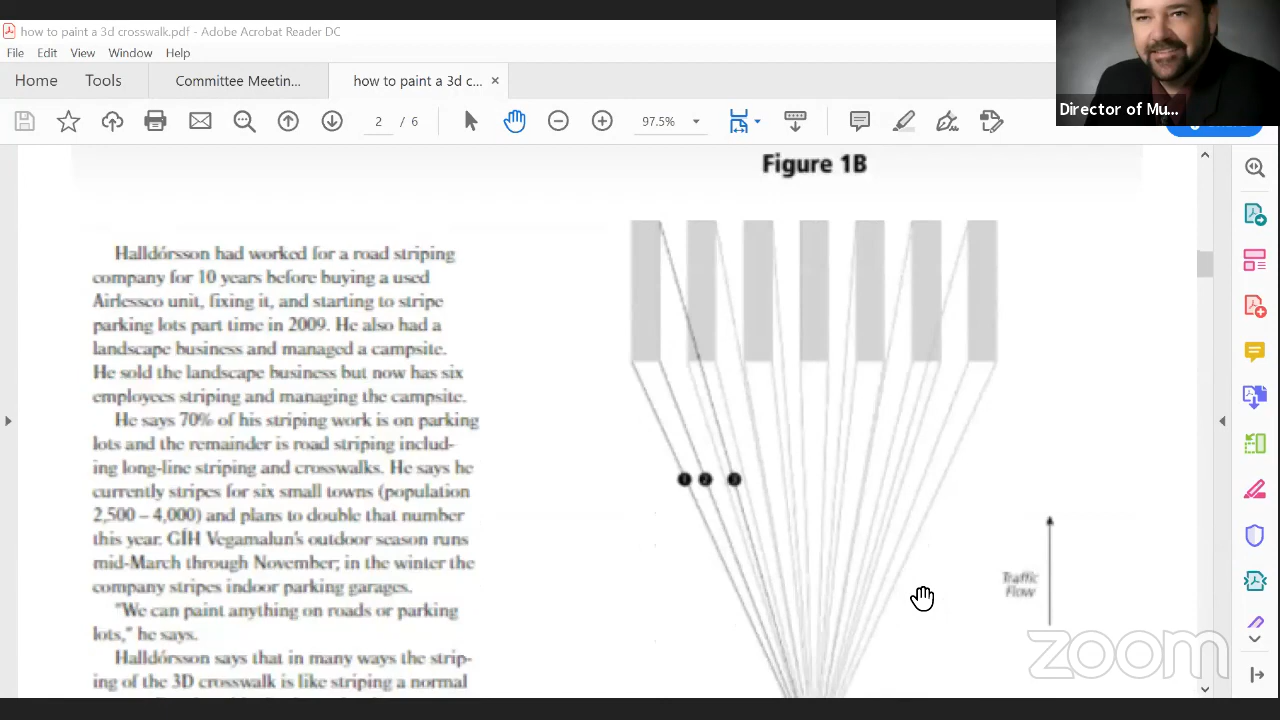 how to paint a 3d crosswalk.pdf - Adobe Acrobat Reader DC
File Edit View Window Help
Home Tools Committee Meetin... how to paint a 3d c... ×
2 / 6 97.5%
Director of Mu...
Figure 1B
Halldórsson had worked for a road striping
company for 10 years before buying a used
Airlessco unit, fixing it, and starting to stripe
parking lots part time in 2009. He also had a
landscape business and managed a campsite.
He sold the landscape business but now has six
employees striping and managing the campsite.
He says 70% of his striping work is on parking
lots and the remainder is road striping includ-
ing long-line striping and crosswalks. He says he
currently stripes for six small towns (population
2,500 – 4,000) and plans to double that number
this year. GÍH Vegamalun's outdoor season runs
mid-March through November; in the winter the
company stripes indoor parking garages.
"We can paint anything on roads or parking
lots," he says.
Halldórsson says that in many ways the strip-
ing of the 3D crosswalk is like striping a normal
1 2 3
Traffic
Flow
zoom